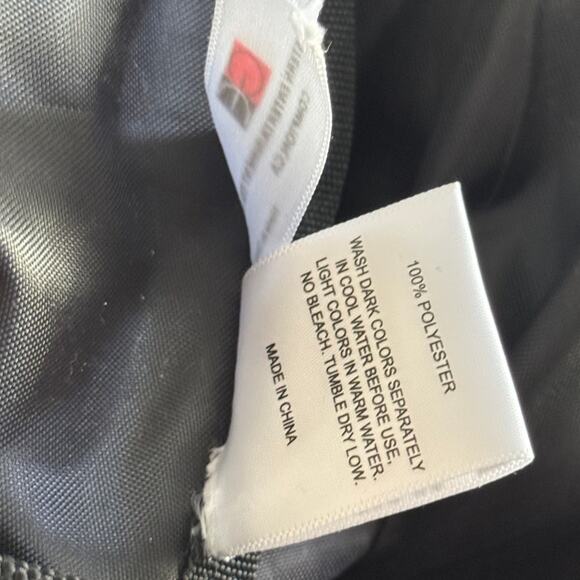 100% POLYESTER
WASH DARK COLORS SEPARATELY
IN COOL WATER BEFORE USE,
LIGHT COLORS IN WARM WATER.
NO BLEACH. TUMBLE DRY LOW.
MADE IN CHINA